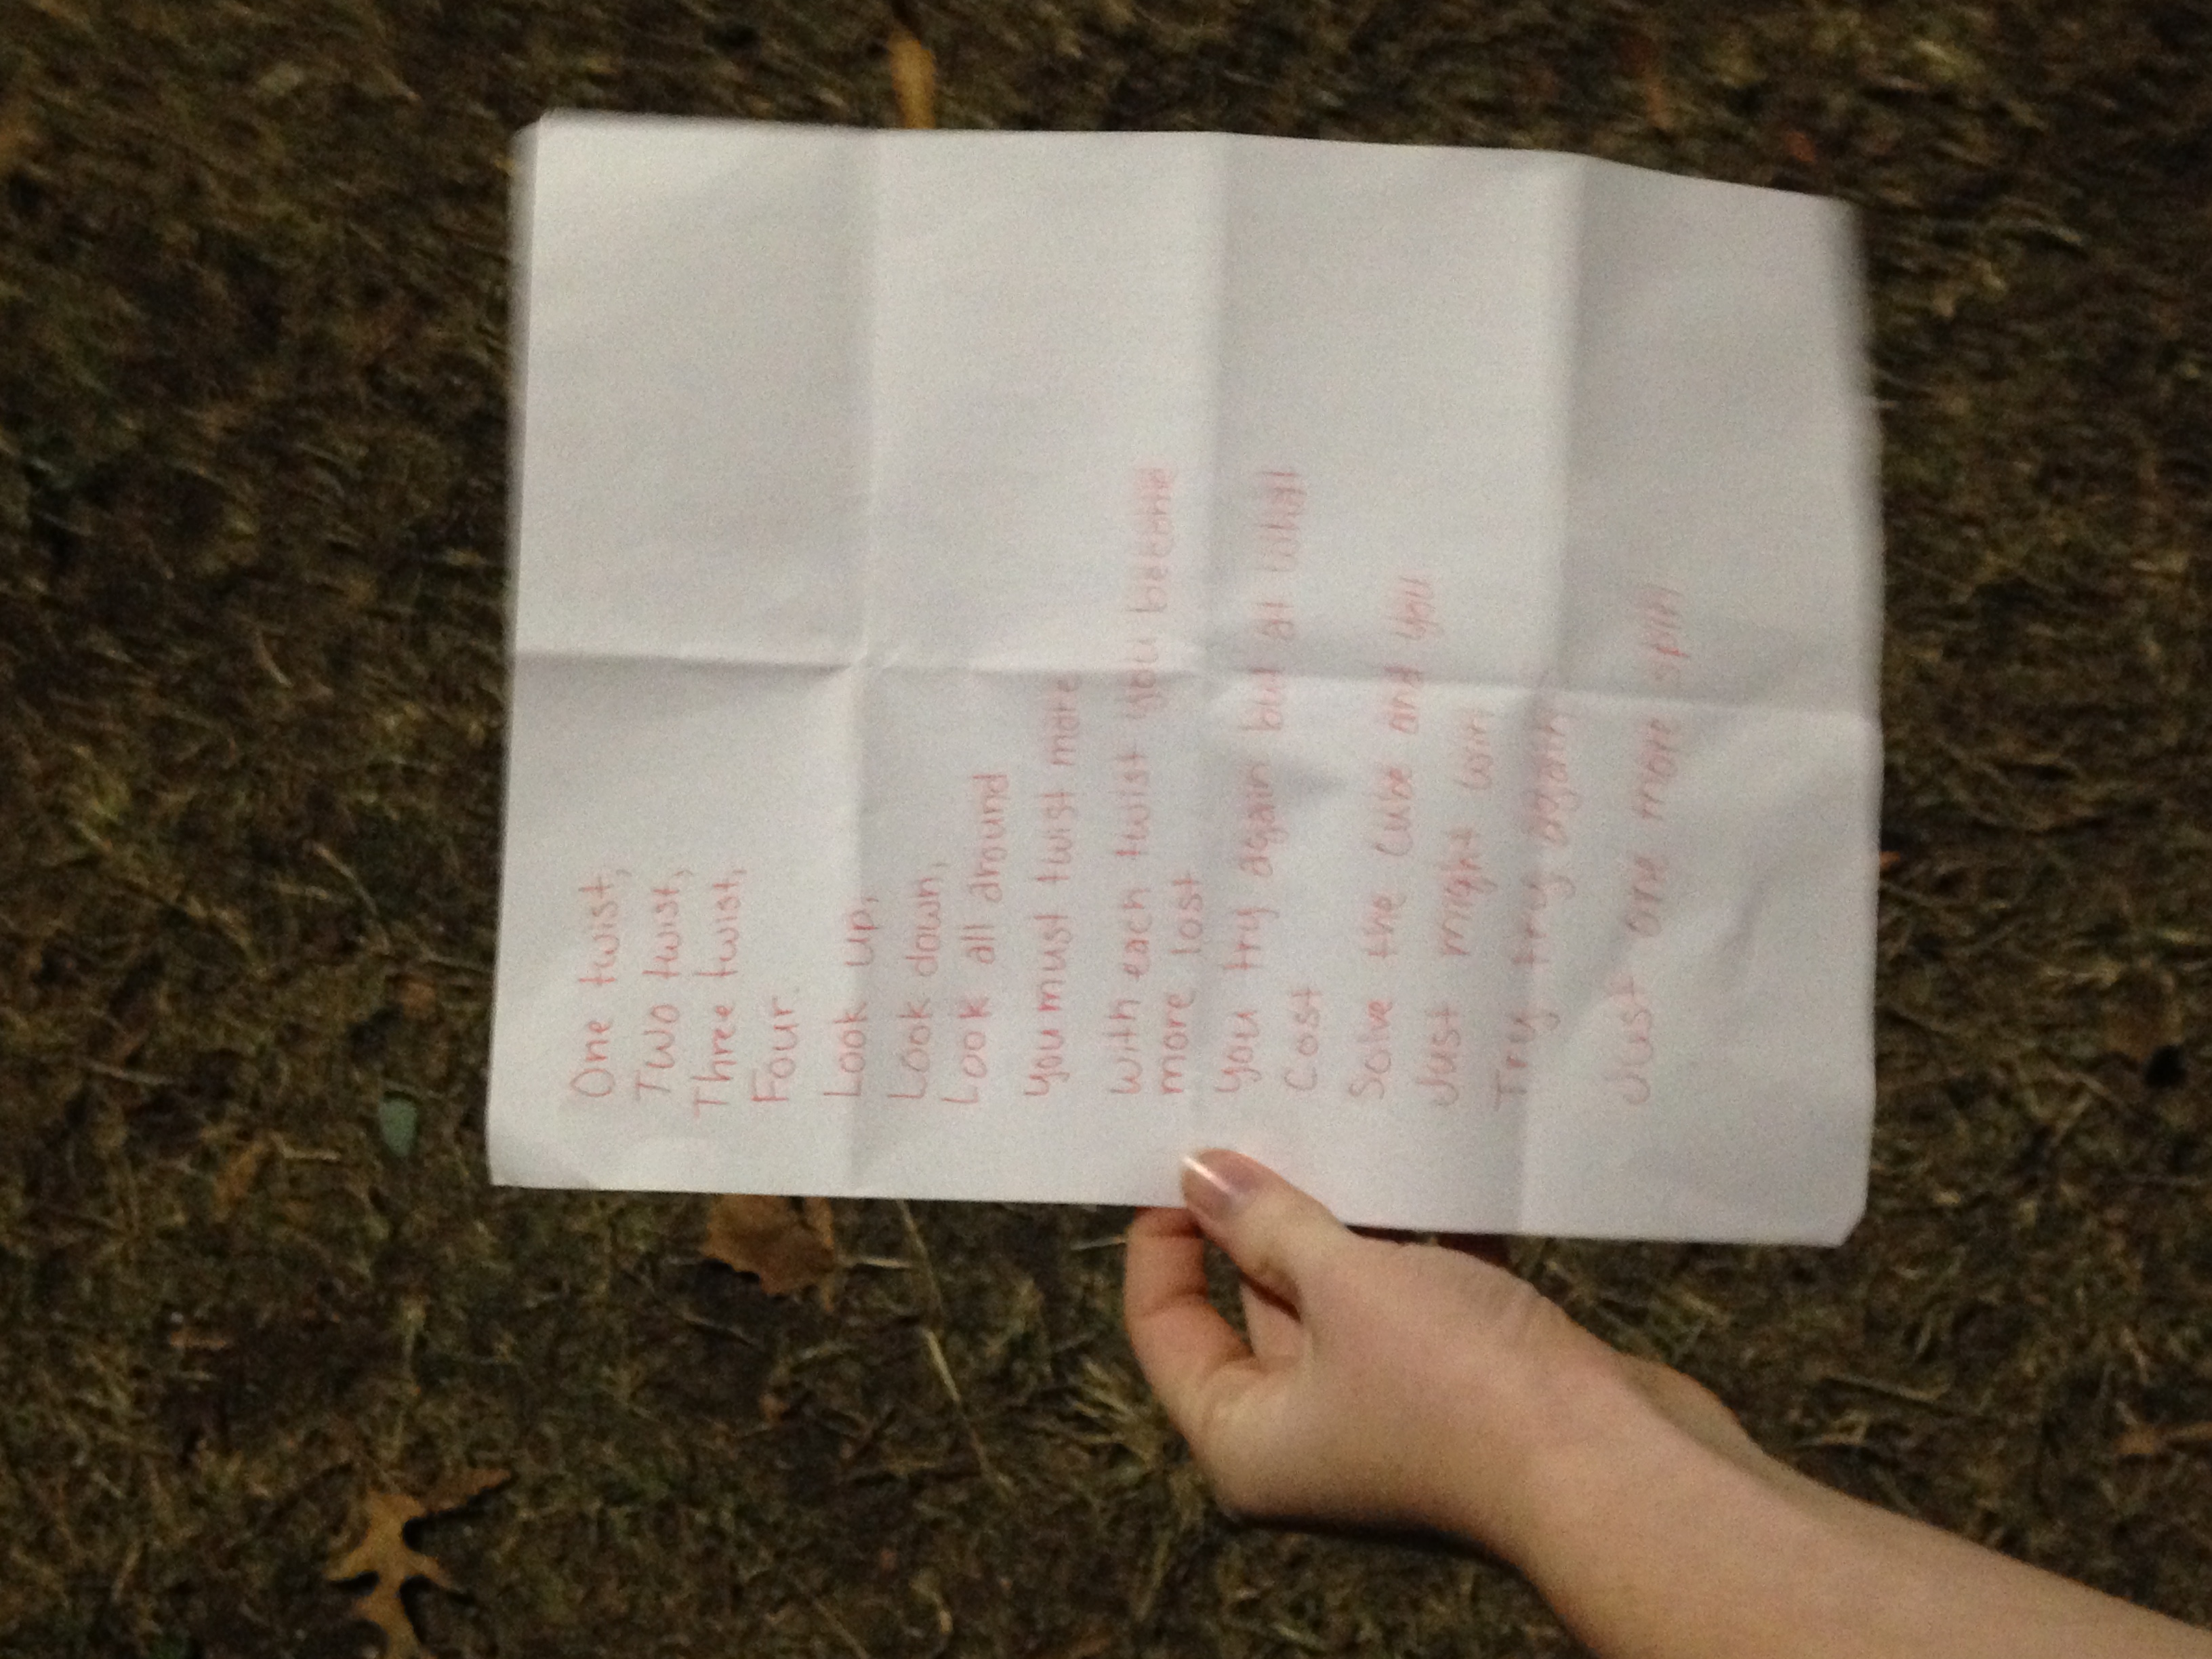 One twist,
Two twist,
Three twist,
Four.
Look up,
Look down,
Look all around
you must twist more
With each twist you become
more lost
you try again but at what
Cost
Solve the cube and you
Just might win,
Try try again,
Just one more spin